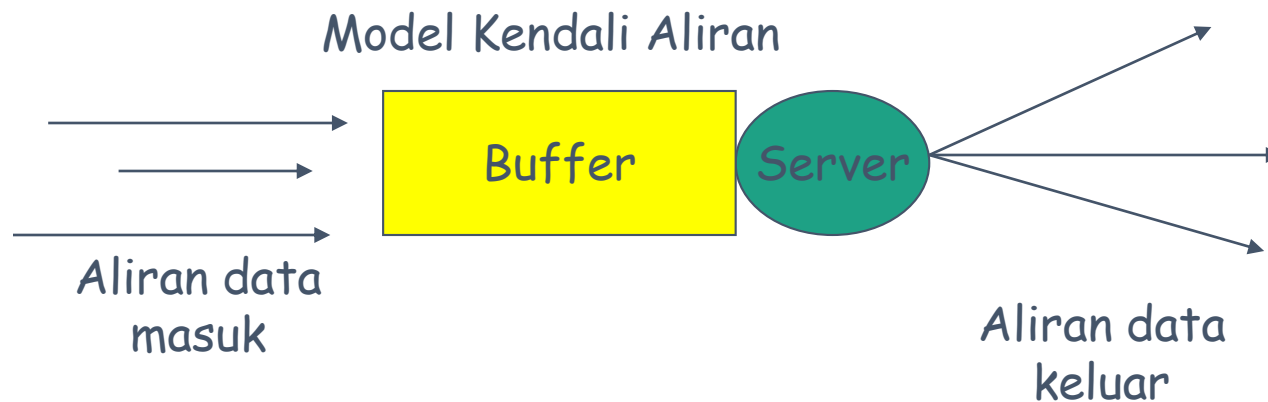 Model Kendali Aliran
Buffer
Server
Aliran data
masuk
Aliran data
keluar